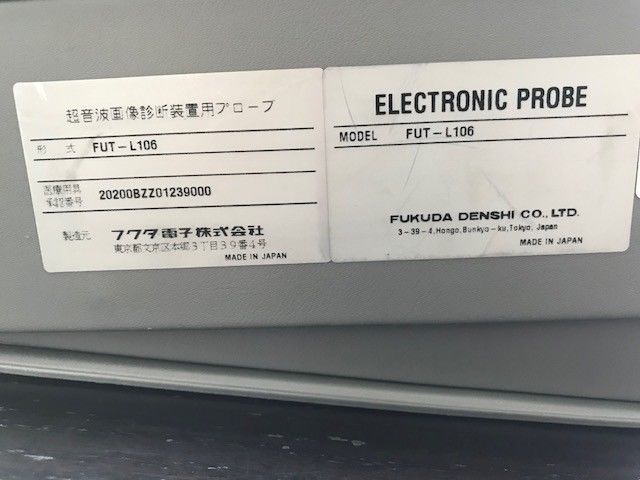 超音波画像診断装置用プローブ
形 式 FUT-L106
医療用具
承認番号 20200BZZ01239000
製造元 フクダ電子株式会社
東京都文京区本郷3丁目39番4号
MADE IN JAPAN
ELECTRONIC PROBE
MODEL FUT-L106
FUKUDA DENSHI CO., LTD.
3-39-4, Hongo, Bunkyo-ku, Tokyo, Japan
MADE IN JAPAN